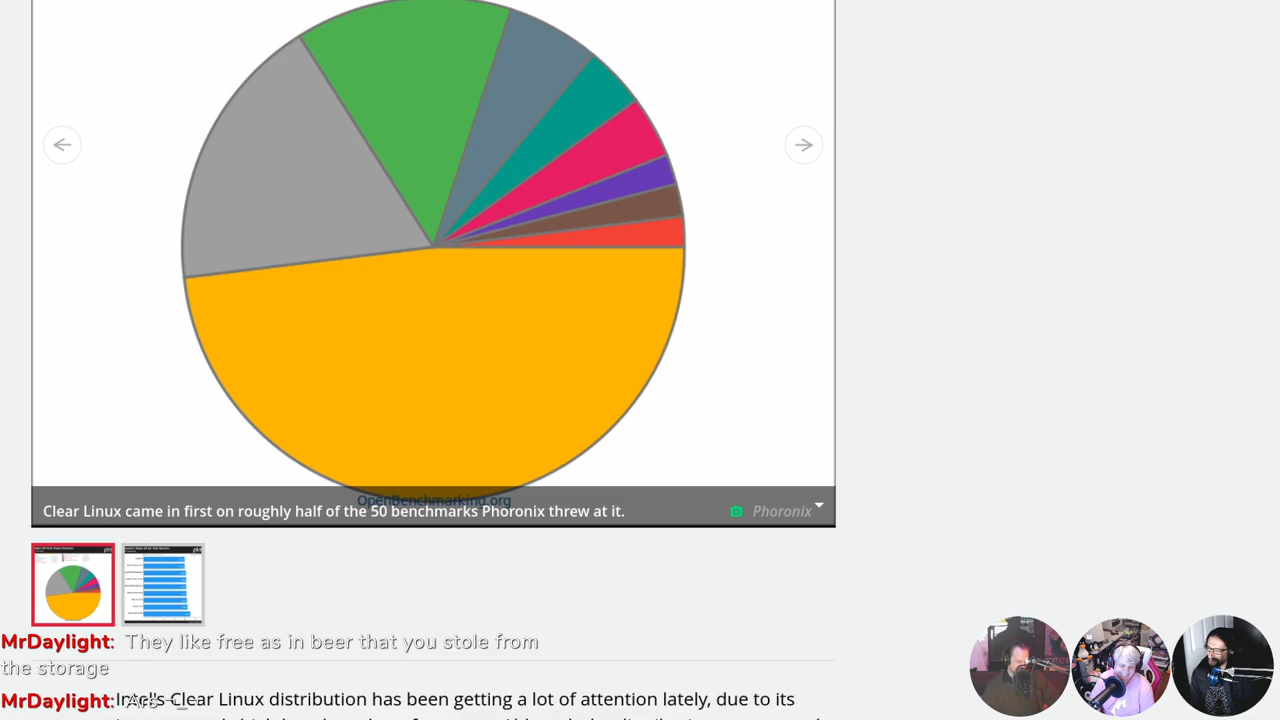 OpenBenchmarking.org
Clear Linux came in first on roughly half of the 50 benchmarks Phoronix threw at it.
Phoronix
MrDaylight: They like free as in beer that you stole from
the storage
MrDaylight:
Intel's Clear Linux distribution has been getting a lot of attention lately, due to its